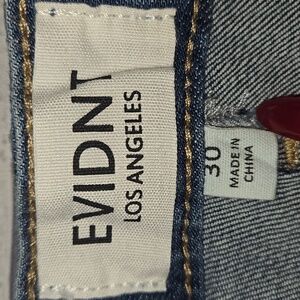 EVIDNT
LOS ANGELES
30
MADE IN
CHINA